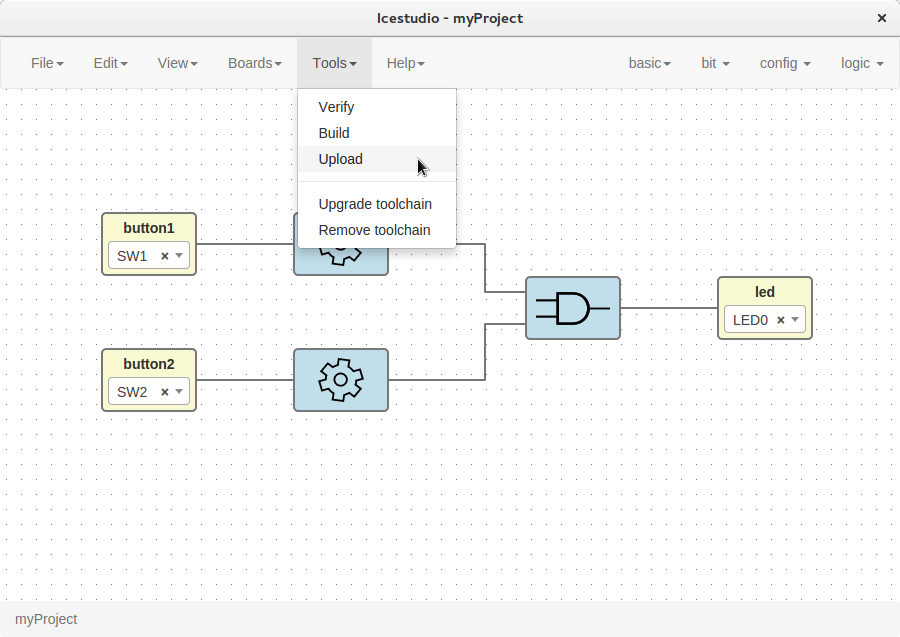 Icestudio - myProject
File Edit View Boards Tools Help basic bit config logic
Verify
Build
Upload
Upgrade toolchain
Remove toolchain
button1
SW1
button2
SW2
led
LED0
myProject